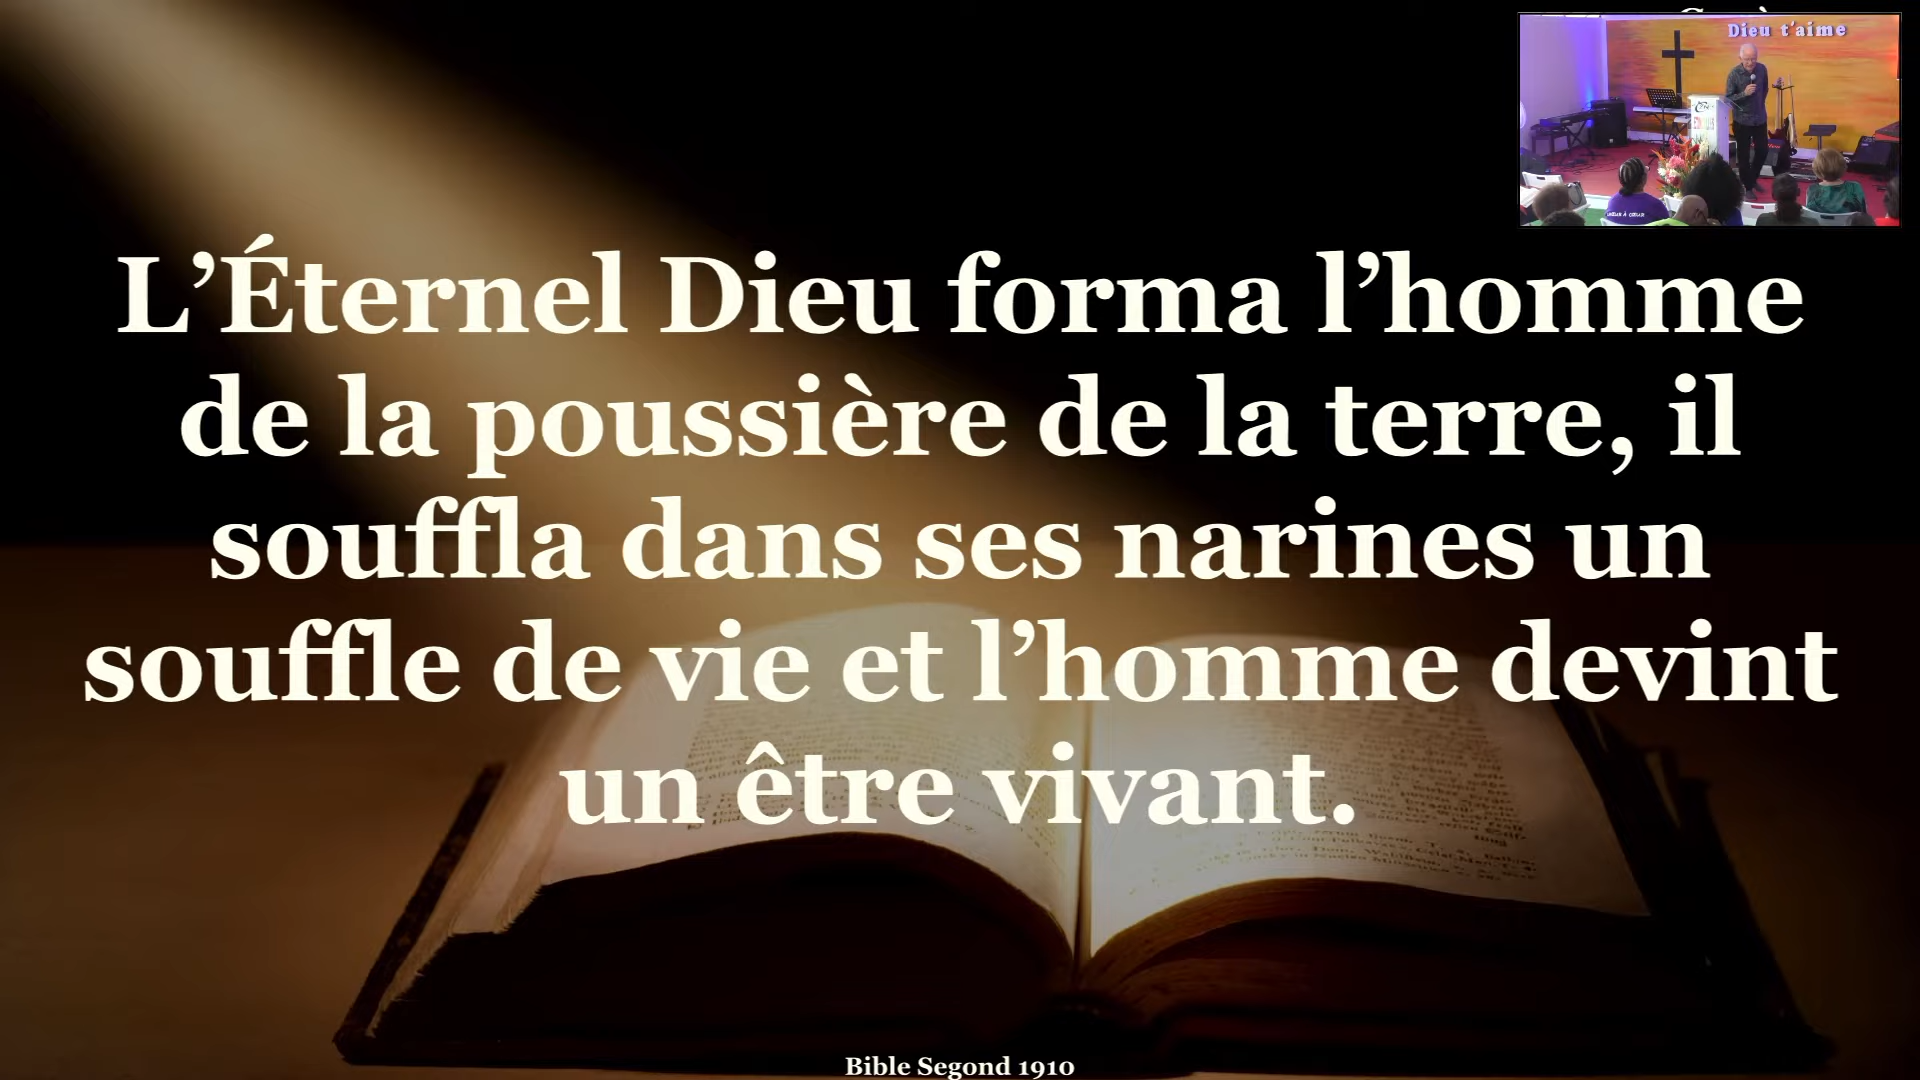 Dieu t'aime
L’Éternel Dieu forma l’homme
de la poussière de la terre, il
souffla dans ses narines un
souffle de vie et l’homme devint
un être vivant.
Bible Segond 1910